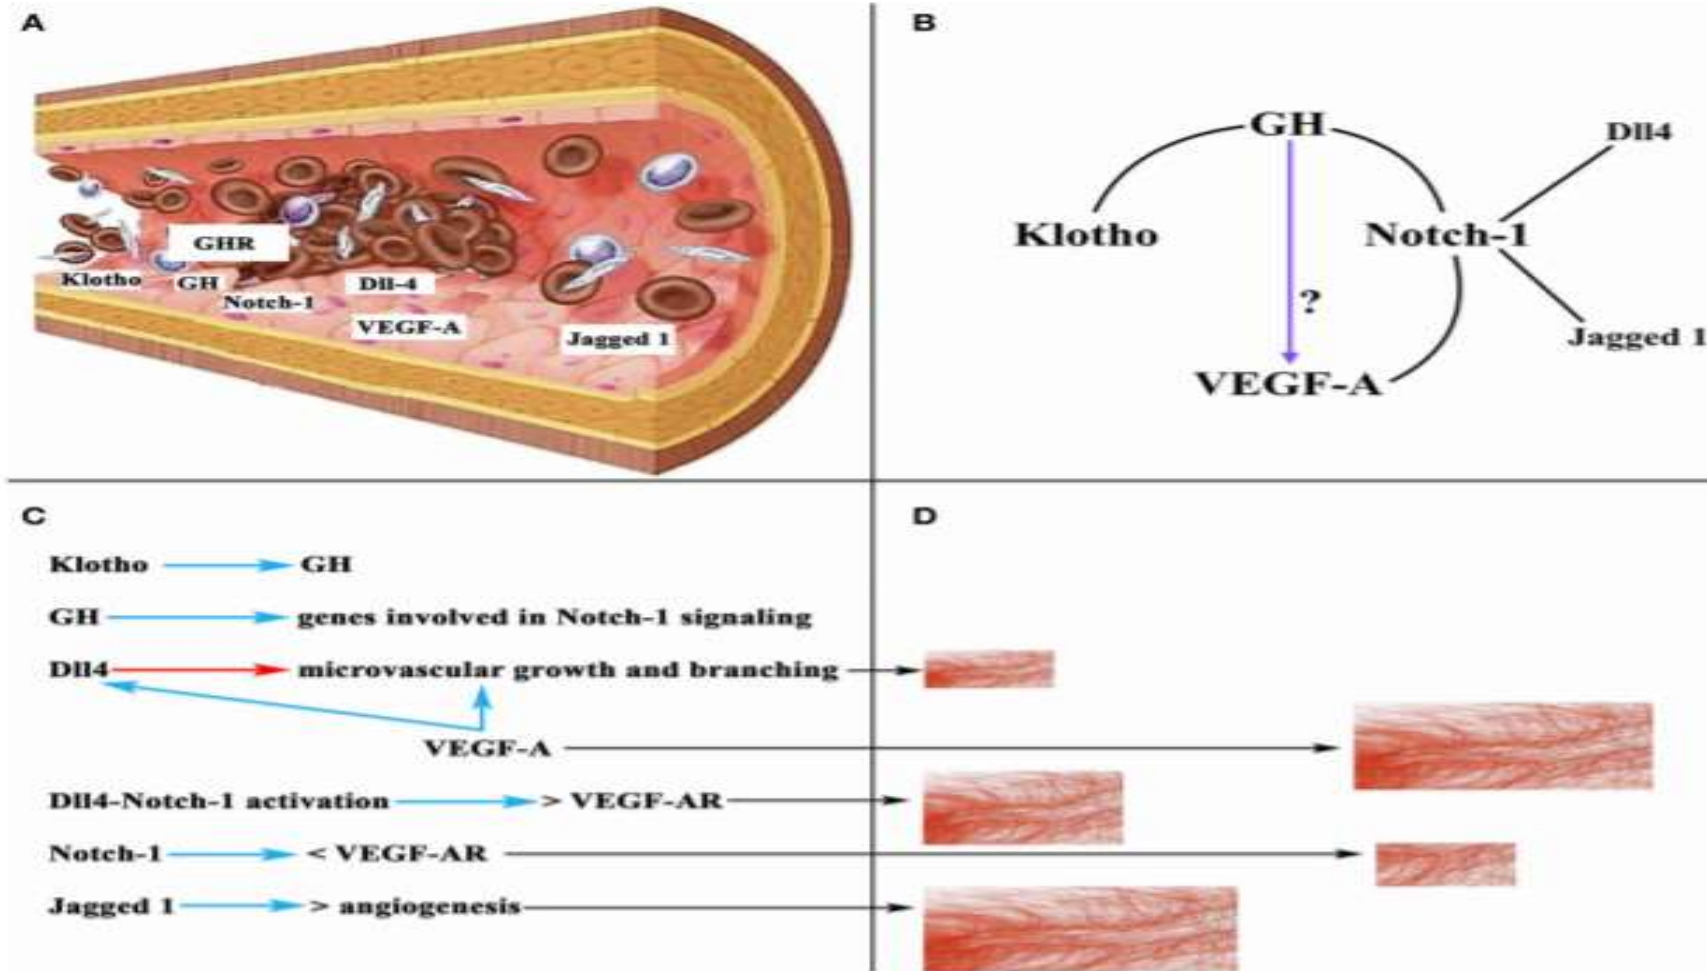 A
GHR
Klotho
GH
Notch-1
Dll-4
VEGF-A
Jagged 1
B
GH
Dll4
Klotho
Notch-1
?
Jagged 1
VEGF-A
C
Klotho GH
GH genes involved in Notch-1 signaling
Dll4 microvascular growth and branching
VEGF-A
Dll4-Notch-1 activation > VEGF-AR
Notch-1 < VEGF-AR
Jagged 1 > angiogenesis
D